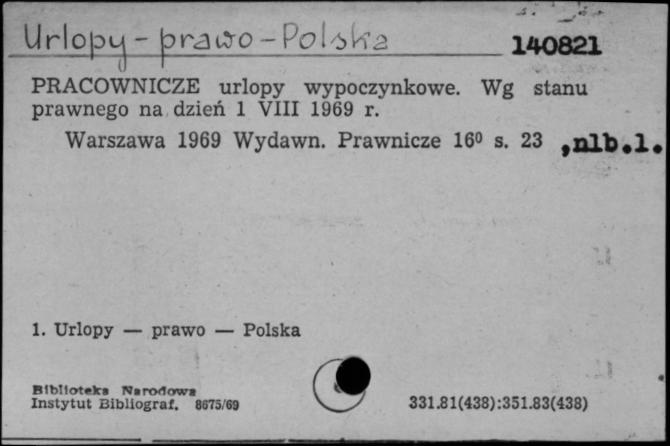 Urlopy - prawo - Polska
140821
PRACOWNICZE urlopy wypoczynkowe. Wg stanu
prawnego na dzień 1 VIII 1969 r.
Warszawa 1969 Wydawn. Prawnicze 16⁰ s. 23 ,nlb.1.
1. Urlopy — prawo — Polska
Biblioteka Narodowa
Instytut Bibliograf. 8675/69
331.81(438):351.83(438)